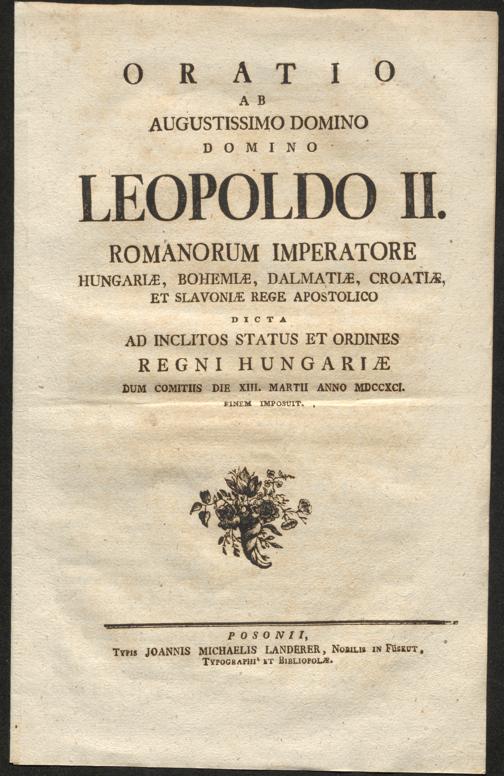 ORATIO
AB
AUGUSTISSIMO DOMINO
DOMINO
LEOPOLDO II.
ROMANORUM IMPERATORE
HUNGARIÆ, BOHEMIÆ, DALMATIÆ, CROATIÆ,
ET SLAVONIÆ REGE APOSTOLICO
DICTA
AD INCLITOS STATUS ET ORDINES
REGNI HUNGARIÆ
DUM COMITIIS DIE XIII. MARTII ANNO MDCCXCI.
FINEM IMPOSUIT.
POSONII,
TYPIS JOANNIS MICHAELIS LANDERER, NOBILIS IN FÜSKUT,
TYPOGRAPHI ET BIBLIOPOLÆ.